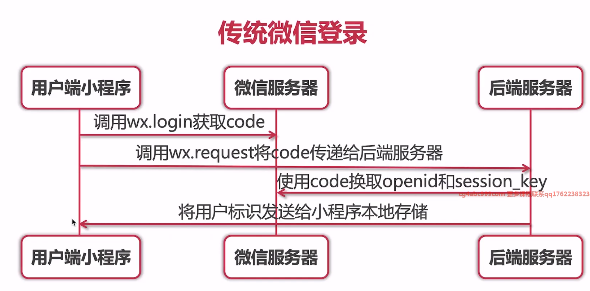 传统微信登录
用户端小程序
微信服务器
后端服务器
调用wx.login获取code
调用wx.request将code传递给后端服务器
使用code换取openid和session_key
将用户标识发送给小程序本地存储
用户端小程序
微信服务器
后端服务器